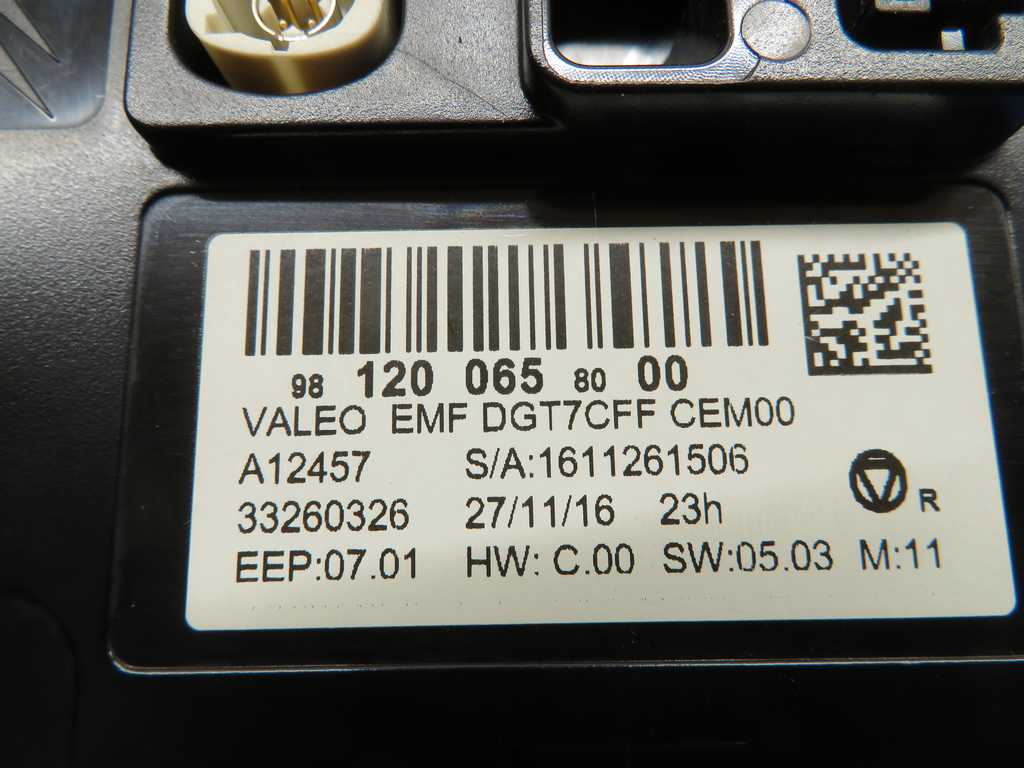 98 120 065 80 00
VALEO EMF DGT7CFF CEM00
A12457 S/A:1611261506
33260326 27/11/16 23h
R
EEP:07.01 HW: C.00 SW:05.03 M:11